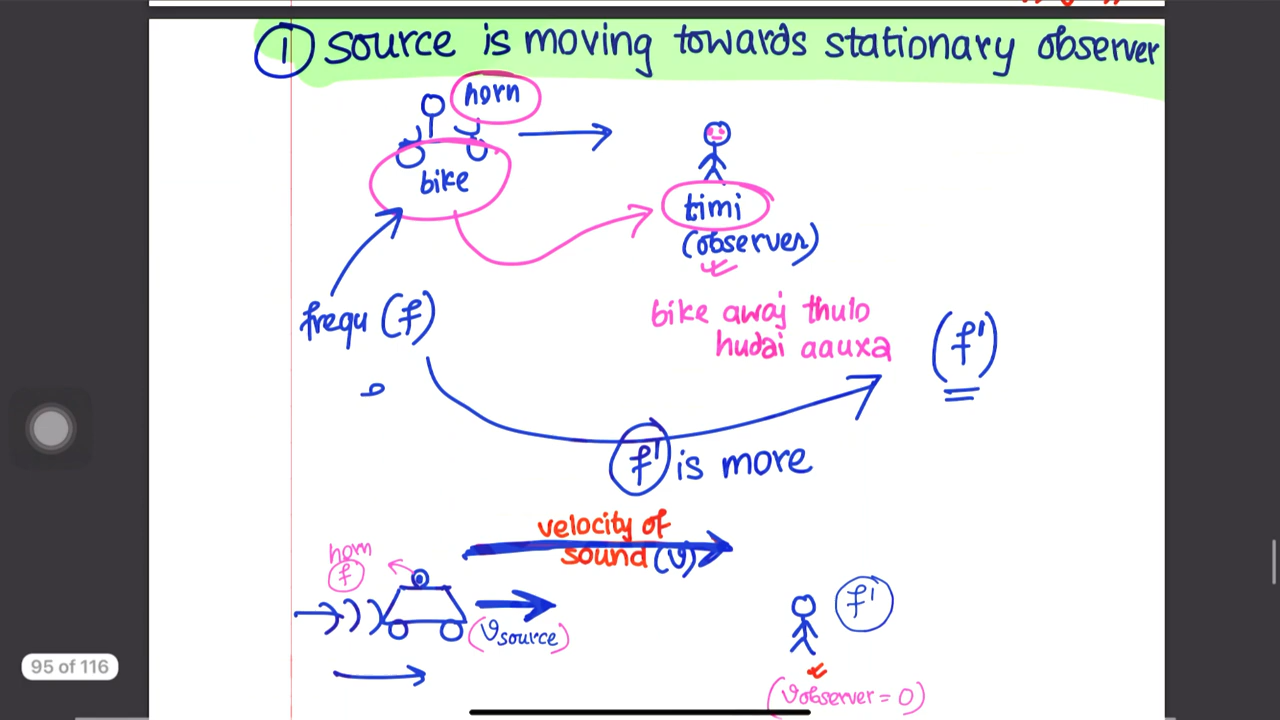 ① source is moving towards stationary observer
horn
bike
timi
(observer)
frequ (f)
bike awaj thulo
hudai aauxa
(f')
f' is more
velocity of
sound (v)
horn
f
(vsource)
f'
(vobserver = 0)
95 of 116